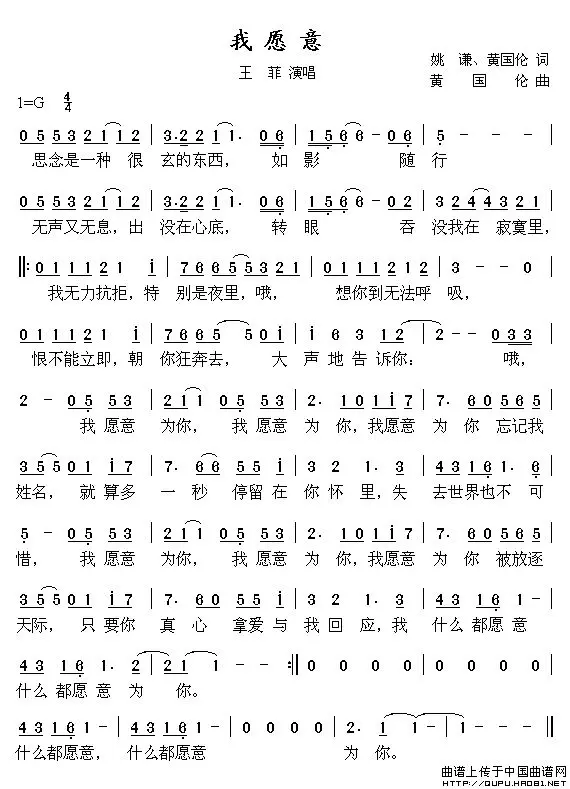 我 愿 意
王 菲 演唱
姚 谦、黄国伦 词
黄 国 伦 曲
1=G 4/4
0 5 5 3 2 1 1 2 | 3· 2 2 1 1· 0 6 | 1 5 6 6 - 0 6 | 5 - - - |
思念是一种 很 玄的东西, 如 影 随 行
0 5 5 3 2 1 1 2 | 3· 2 2 1 1· 0 6 | 1 5 6 6 - 0 2 | 3 2 4 4 3 2 1 |
无声又无息,出 没在心底, 转 眼 吞 没我在 寂寞里,
‖: 0 1 1 1 2 1 i | 7 6 6 5 5 3 2 1 | 0 1 1 1 2 1 2 | 3 - - 0 |
我无力抗拒,特 别是夜里,哦, 想你到无法呼 吸,
0 1 1 1 2 1 i | 7 6 6 5 5 0 i | i 6 3 1 2 | 2 - - 0 3 3 |
恨不能立即,朝 你狂奔去, 大 声 地 告 诉你: 哦,
2 - 0 5 5 3 | 2 1 1 0 5 5 3 | 2· 1 0 1 i 7 | 7· 6 0 5 6 5 |
我 愿意 为你, 我 愿意 为 你,我愿意 为 你 忘记我
3 5 5 0 1 i 7 | 7· 6 6 5 5 3 | 3 2 1· 3 | 4 3 1 6 1· 6 |
姓名, 就 算多 一 秒 停留 在 你 怀 里,失 去世界也不 可
5 - 0 5 5 3 | 2 1 1 0 5 5 3 | 2· 1 0 1 i 7 | 7· 6 0 5 6 5 |
惜, 我 愿意 为你, 我 愿意 为 你,我愿意 为 你 被放逐
3 5 5 0 1 i 7 | 7· 6 0 5 5 3 | 3 2 1· 3 | 4 3 1 6 1 - |
天际, 只 要你 真 心 拿爱 与 我 回 应,我 什么 都愿 意
4 3 1 6 1· 2 | 2 1 1 - - :‖ 0 0 0 0 | 0 0 0 0 |
什么 都愿 意 为 你。
4 3 1 6 1 - | 4 3 1 6 1 - | 0 0 0 0 | 2· 1 1 - | 1 - - - ‖
什么都愿意, 什么都愿意 为 你。
曲谱上传于中国曲谱网
HTTP://QUPU.HAO81.NET